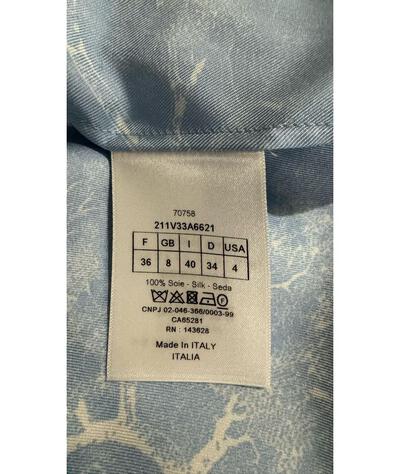 70758
211V33A6621
F GB I D USA
36 8 40 34 4
100% Soie - Silk - Seda
CNPJ 02-046-366/0003-99
CA65281
RN : 143628
Made in ITALY
ITALIA